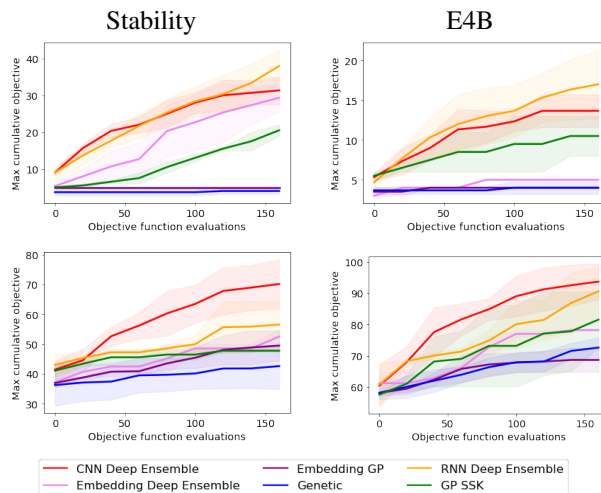 Stability
E4B
Max cumulative objective
40
30
20
10
0
50
100
150
Objective function evaluations
Max cumulative objective
20
15
10
5
0
50
100
150
Objective function evaluations
Max cumulative objective
80
70
60
50
40
30
0
50
100
150
Objective function evaluations
Max cumulative objective
100
90
80
70
60
0
50
100
150
Objective function evaluations
CNN Deep Ensemble
Embedding GP
RNN Deep Ensemble
Embedding Deep Ensemble
Genetic
GP SSK